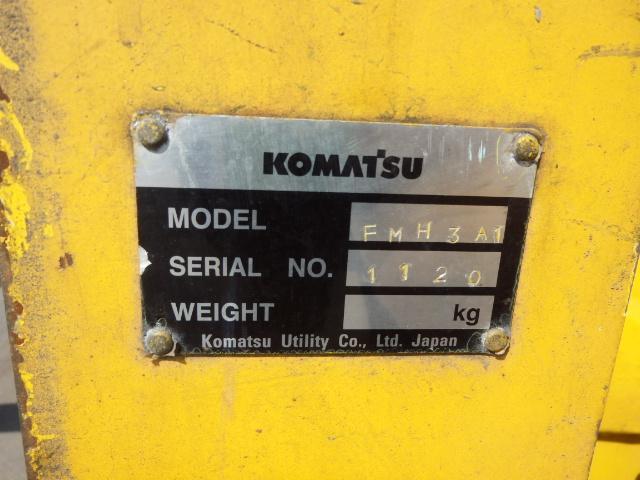 KOMATSU
MODEL FMH3A1
SERIAL NO. 1120
WEIGHT kg
Komatsu Utility Co., Ltd. Japan